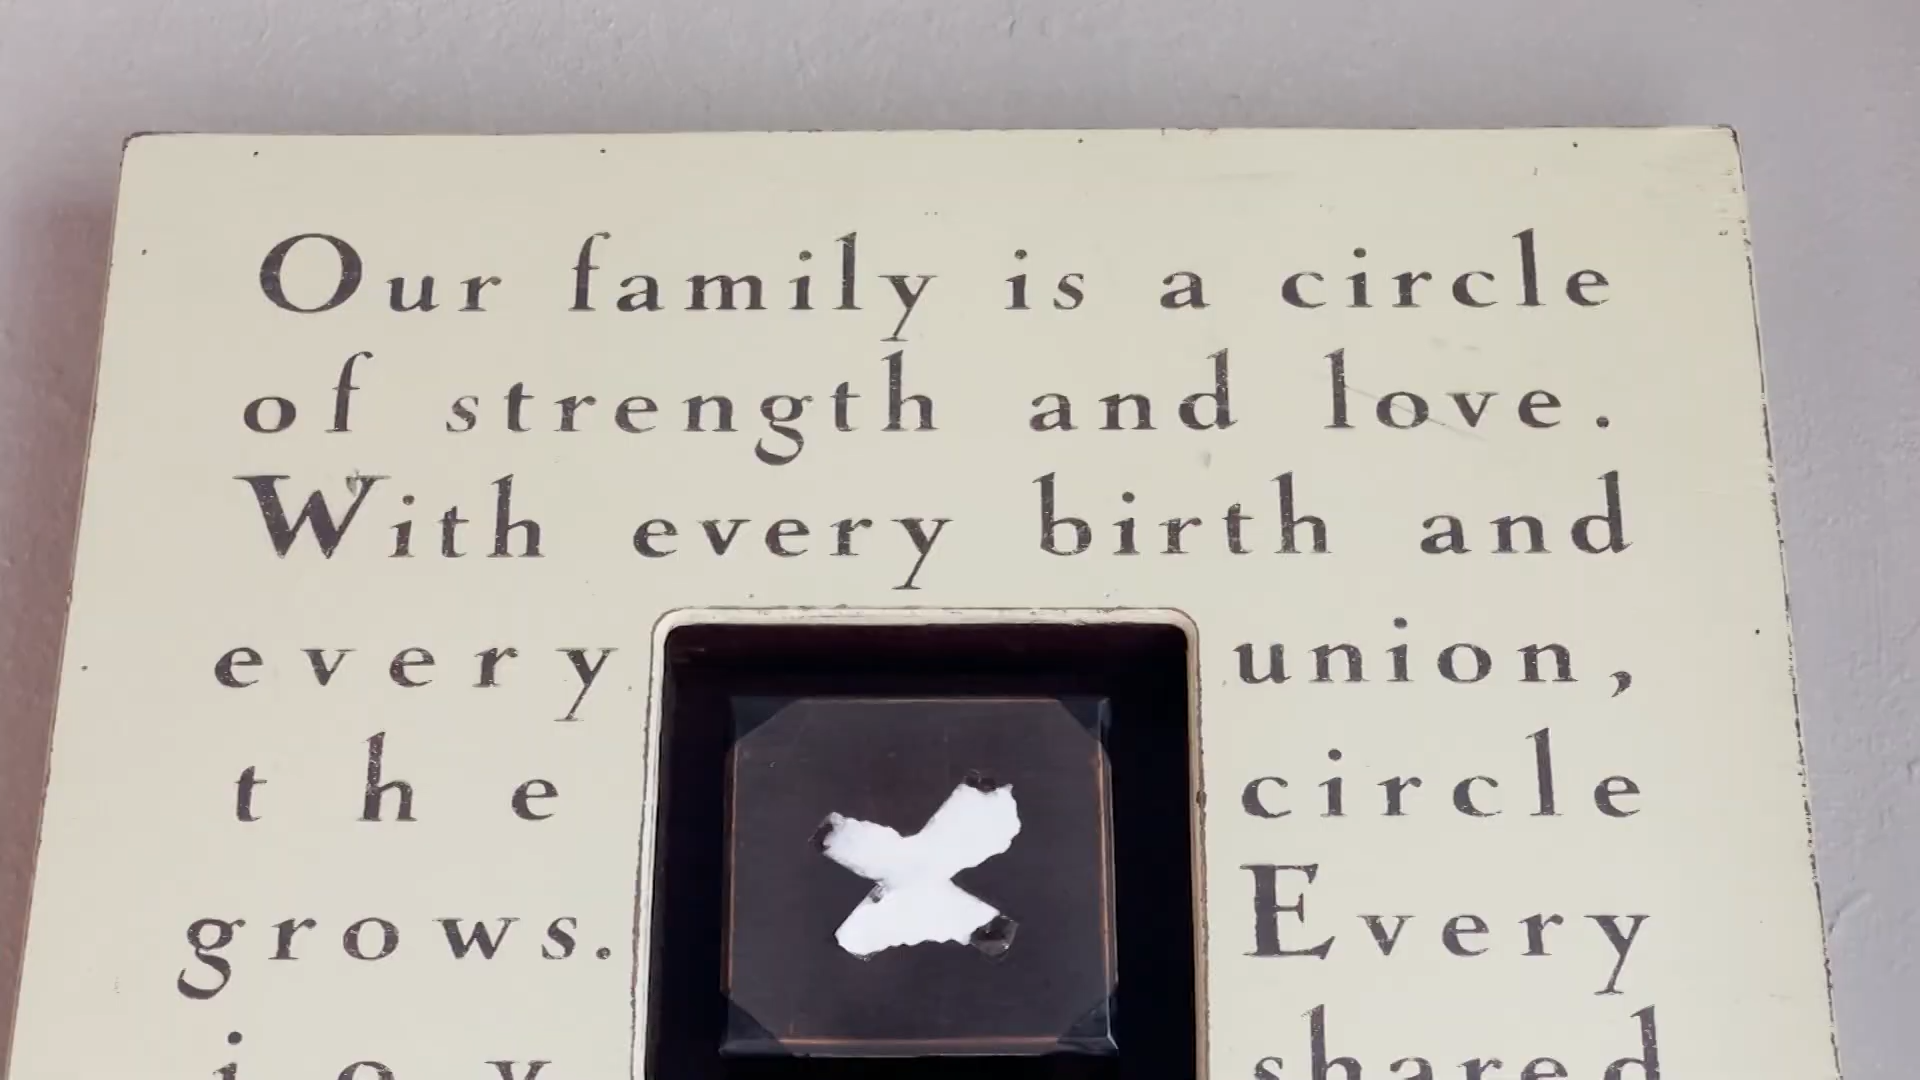 Our family is a circle
of strength and love.
With every birth and
every union,
the circle
grows. Every
joy shared